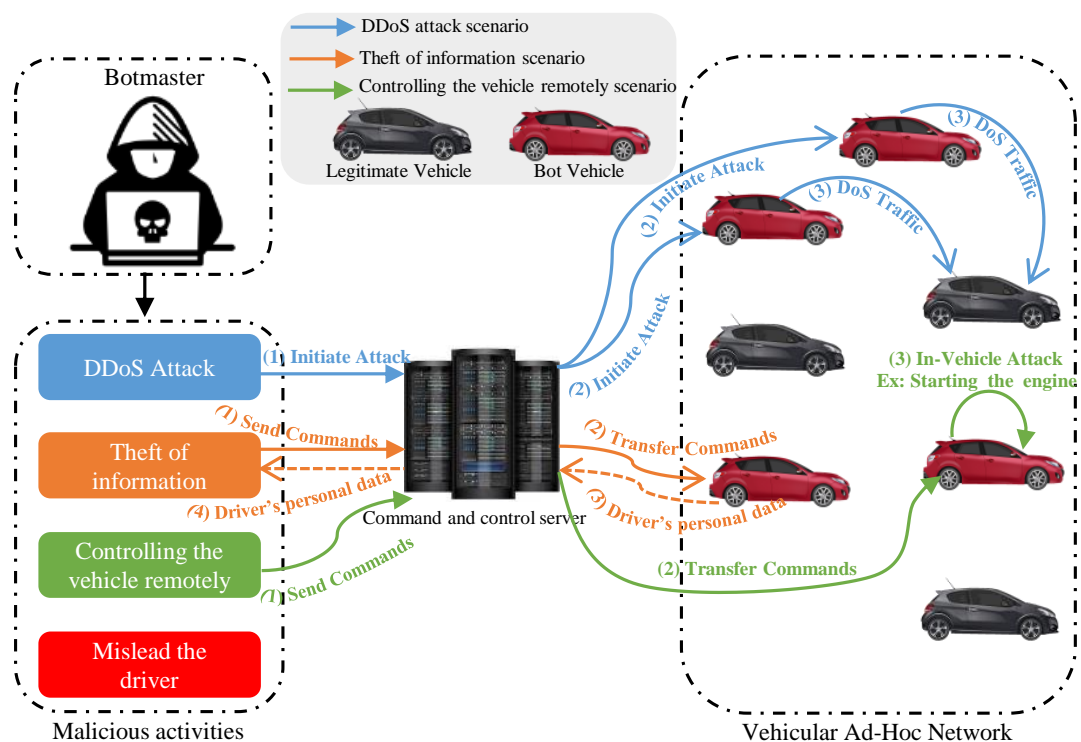 DDoS attack scenario
Theft of information scenario
Controlling the vehicle remotely scenario
Legitimate Vehicle
Bot Vehicle
Botmaster
DDoS Attack
Theft of
information
Controlling the
vehicle remotely
Mislead the
driver
Malicious activities
(1) Initiate Attack
(1) Send Commands
(4) Driver's personal data
(1) Send Commands
Command and control server
(2) Initiate Attack
(2) Initiate Attack
(2) Transfer Commands
(3) Driver's personal data
(2) Transfer Commands
(3) DoS Traffic
(3) DoS Traffic
(3) In-Vehicle Attack
Ex: Starting the engine
Vehicular Ad-Hoc Network